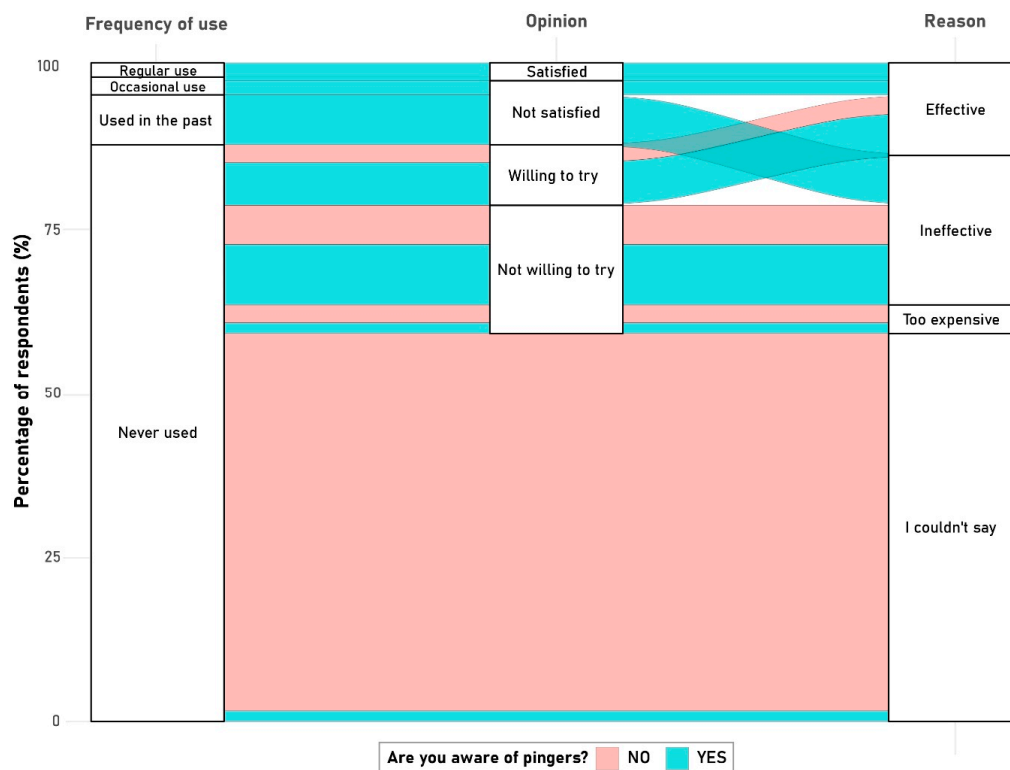 Frequency of use
Opinion
Reason
Percentage of respondents (%)
100
75
50
25
0
Regular use
Occasional use
Used in the past
Never used
Satisfied
Not satisfied
Willing to try
Not willing to try
Effective
Ineffective
Too expensive
I couldn't say
Are you aware of pingers? NO YES